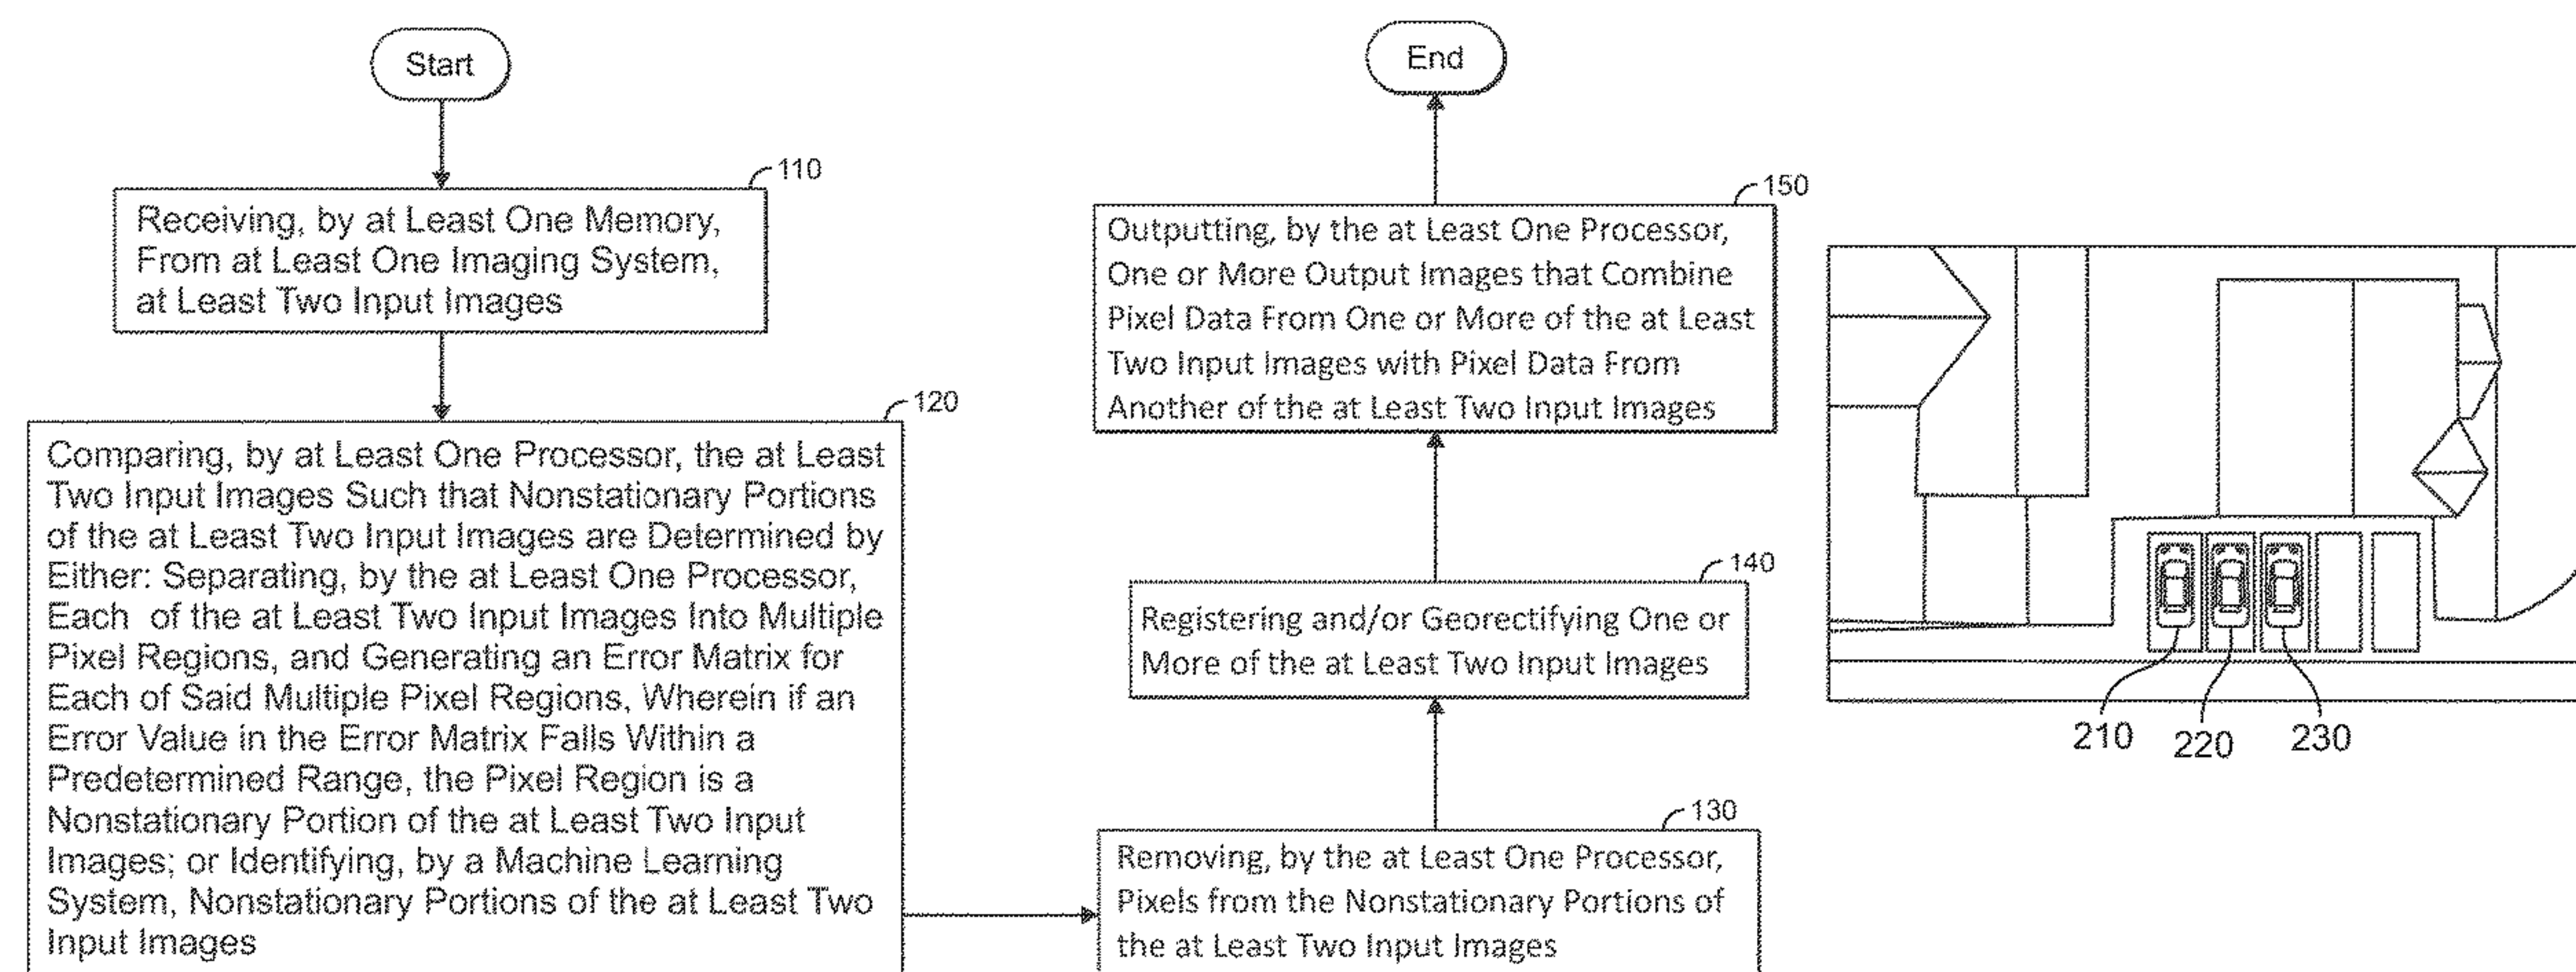 Start
110
Receiving, by at Least One Memory,
From at Least One Imaging System,
at Least Two Input Images
120
Comparing, by at Least One Processor, the at Least
Two Input Images Such that Nonstationary Portions
of the at Least Two Input Images are Determined by
Either: Separating, by the at Least One Processor,
Each of the at Least Two Input Images Into Multiple
Pixel Regions, and Generating an Error Matrix for
Each of Said Multiple Pixel Regions, Wherein if an
Error Value in the Error Matrix Falls Within a
Predetermined Range, the Pixel Region is a
Nonstationary Portion of the at Least Two Input
Images; or Identifying, by a Machine Learning
System, Nonstationary Portions of the at Least Two
Input Images
130
Removing, by the at Least One Processor,
Pixels from the Nonstationary Portions of
the at Least Two Input Images
140
Registering and/or Georectifying One or
More of the at Least Two Input Images
150
Outputting, by the at Least One Processor,
One or More Output Images that Combine
Pixel Data From One or More of the at Least
Two Input Images with Pixel Data From
Another of the at Least Two Input Images
End
210
220
230